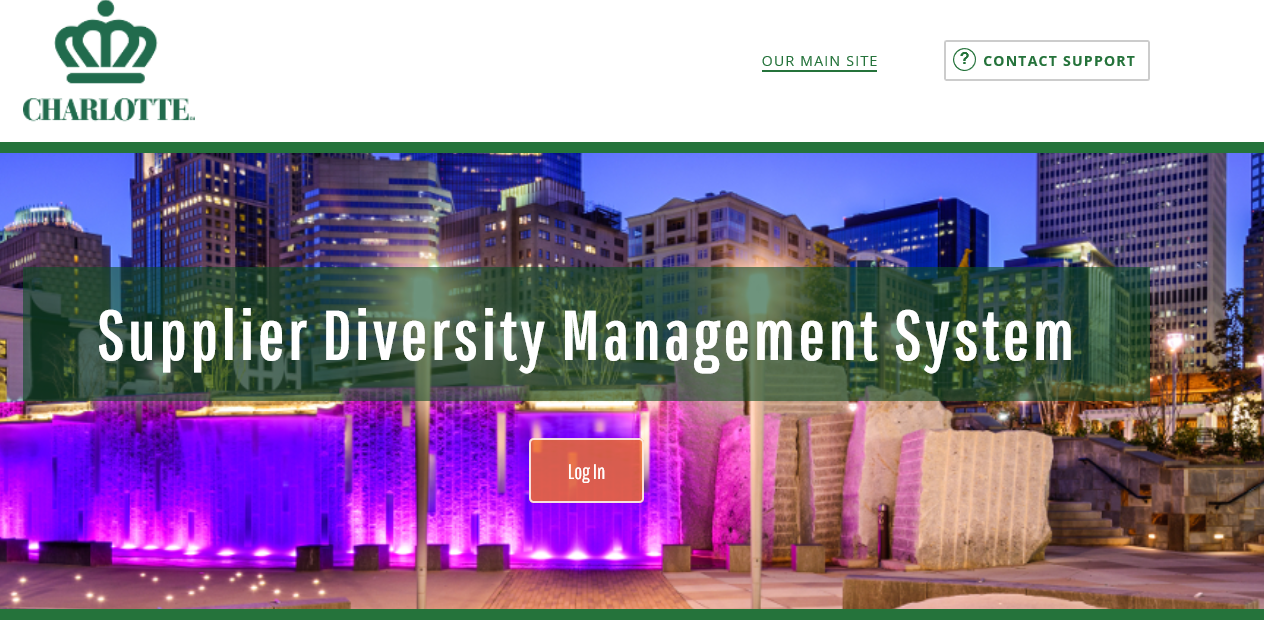 CHARLOTTE
OUR MAIN SITE
? CONTACT SUPPORT
Supplier Diversity Management System
Log In